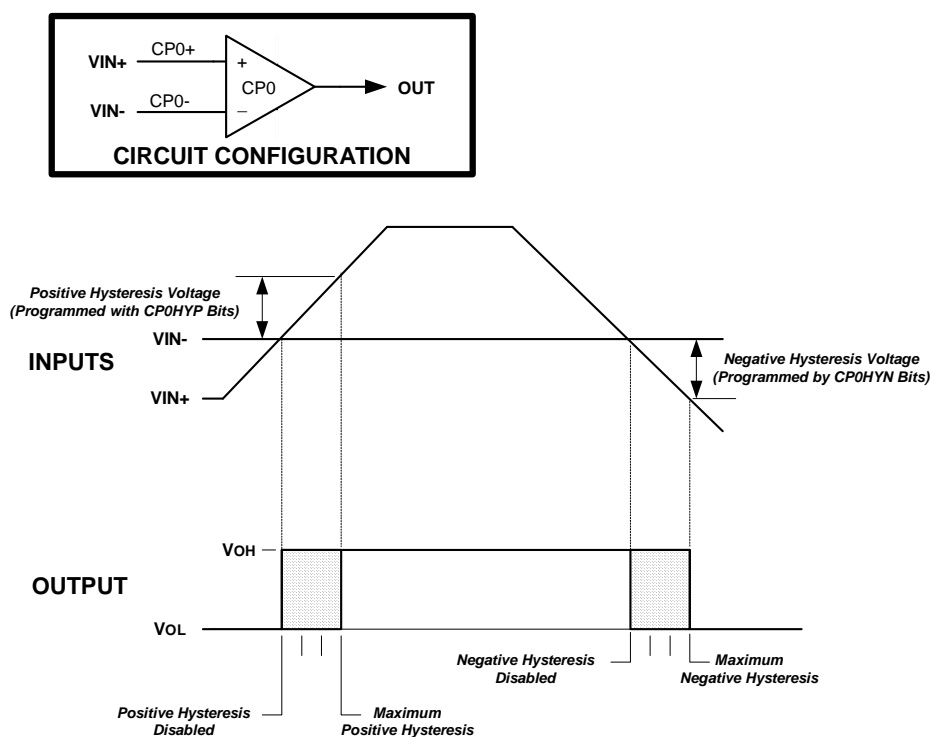 VIN+
CP0+
+
CP0
OUT
VIN-
CP0-
–
CIRCUIT CONFIGURATION
Positive Hysteresis Voltage
(Programmed with CP0HYP Bits)
VIN-
INPUTS
Negative Hysteresis Voltage
(Programmed by CP0HYN Bits)
VIN+
VOH
OUTPUT
VOL
Negative Hysteresis
Disabled
Maximum
Negative Hysteresis
Positive Hysteresis
Disabled
Maximum
Positive Hysteresis